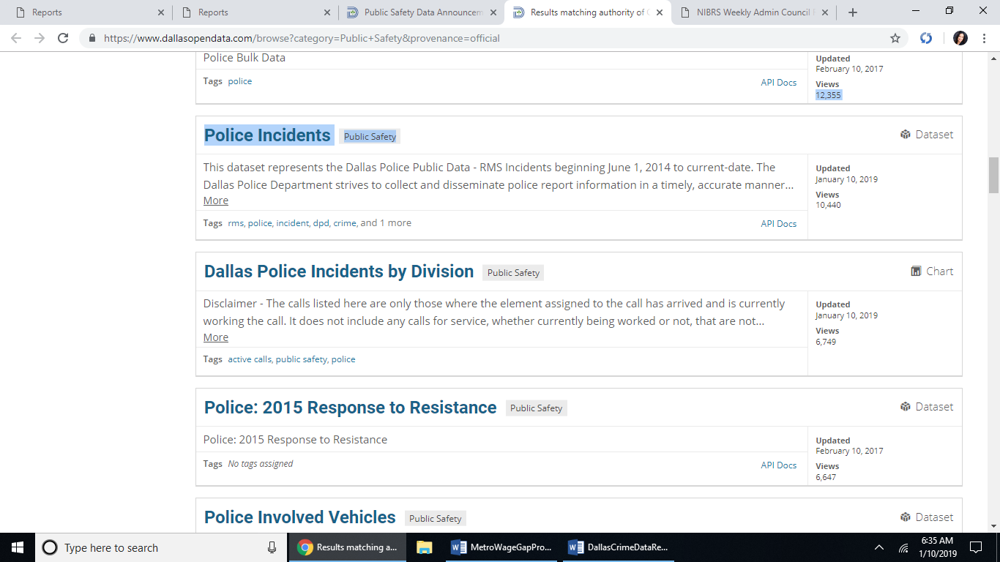 Reports
Reports
Public Safety Data Announcem
Results matching authority of
NIBRS Weekly Admin Council
https://www.dallasopendata.com/browse?category=Public+Safety&provenance=official
Police Bulk Data
Updated
February 10, 2017
Tags police
API Docs
Views
12,355
Police Incidents Public Safety
Dataset
This dataset represents the Dallas Police Public Data - RMS Incidents beginning June 1, 2014 to current-date. The
Dallas Police Department strives to collect and disseminate police report information in a timely, accurate manner...
More
Updated
January 10, 2019
Views
10,440
Tags rms, police, incident, dpd, crime, and 1 more
API Docs
Dallas Police Incidents by Division Public Safety
Chart
Disclaimer - The calls listed here are only those where the element assigned to the call has arrived and is currently
working the call. It does not include any calls for service, whether currently being worked or not, that are not...
More
Updated
January 10, 2019
Views
6,749
Tags active calls, public safety, police
Police: 2015 Response to Resistance Public Safety
Dataset
Police: 2015 Response to Resistance
Updated
February 10, 2017
Tags No tags assigned
API Docs
Views
6,647
Police Involved Vehicles Public Safety
Dataset
Type here to search
Results matching a...
MetroWageGapPro...
DallasCrimeDataRe...
6:35 AM
1/10/2019